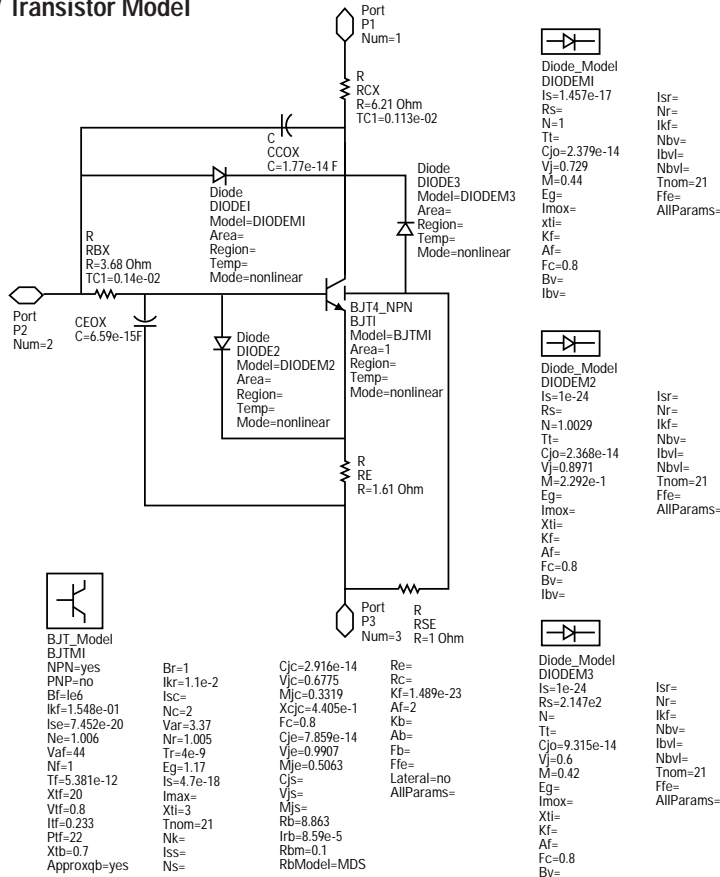 Transistor Model
Port
P1
Num=1
R
RCX
R=6.21 Ohm
TC1=0.113e-02
C
CCOX
C=1.77e-14 F
Diode
DIODE1
Model=DIODEM1
Area=
Region=
Temp=
Mode=nonlinear
Diode
DIODE3
Model=DIODEM3
Area=
Region=
Temp=
Mode=nonlinear
R
RBX
R=3.68 Ohm
TC1=0.14e-02
Port
P2
Num=2
CEOX
C=6.59e-15F
Diode
DIODE2
Model=DIODEM2
Area=
Region=
Temp=
Mode=nonlinear
BJT4_NPN
BJTI
Model=BJTMI
Area=1
Region=
Temp=
Mode=nonlinear
R
RE
R=1.61 Ohm
Port
P3
Num=3
R
RSE
R=1 Ohm
BJT_Model
BJTMI
NPN=yes
PNP=no
Bf=Ie6
Ikf=1.548e-01
Ise=7.452e-20
Ne=1.006
Vaf=44
Nf=1
Tf=5.381e-12
Xtf=20
Vtf=0.8
Itf=0.233
Ptf=22
Xtb=0.7
Approxqb=yes
Br=1
Ikr=1.1e-2
Isc=
Nc=2
Var=3.37
Nr=1.005
Tr=4e-9
Eg=1.17
Is=4.7e-18
Imax=
Xti=3
Tnom=21
Nk=
Iss=
Ns=
Cjc=2.916e-14
Vjc=0.6775
Mjc=0.3319
Xcjc=4.405e-1
Fc=0.8
Cje=7.859e-14
Vje=0.9907
Mje=0.5063
Cjs=
Vjs=
Mjs=
Rb=8.863
Irb=8.59e-5
Rbm=0.1
RbModel=MDS
Re=
Rc=
Kf=1.489e-23
Af=2
Kb=
Ab=
Fb=
Ffe=
Lateral=no
AllParams=
Diode_Model
DIODEMI
Is=1.457e-17
Rs=
N=1
Tt=
Cjo=2.379e-14
Vj=0.729
M=0.44
Eg=
Imox=
xti=
Kf=
Af=
Fc=0.8
Bv=
Ibv=
Isr=
Nr=
Ikf=
Nbv=
Ibvl=
Nbvl=
Tnom=21
Ffe=
AllParams=
Diode_Model
DIODEM2
Is=1e-24
Rs=
N=1.0029
Tt=
Cjo=2.368e-14
Vj=0.8971
M=2.292e-1
Eg=
Imox=
Xti=
Kf=
Af=
Fc=0.8
Bv=
Ibv=
Isr=
Nr=
Ikf=
Nbv=
Ibvl=
Nbvl=
Tnom=21
Ffe=
AllParams=
Diode_Model
DIODEM3
Is=1e-24
Rs=2.147e2
N=
Tt=
Cjo=9.315e-14
Vj=0.6
M=0.42
Eg=
Imox=
Xti=
Kf=
Af=
Fc=0.8
Bv=
Isr=
Nr=
Ikf=
Nbv=
Ibvl=
Nbvl=
Tnom=21
Ffe=
AllParams=